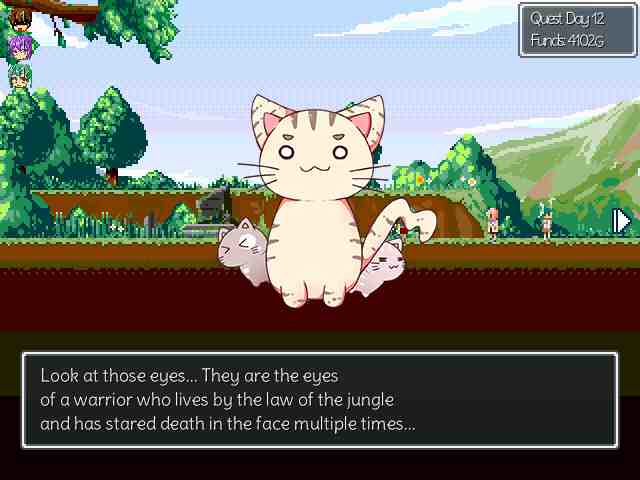 Quest Day 12
Funds: 4102G
Look at those eyes... They are the eyes
of a warrior who lives by the law of the jungle
and has stared death in the face multiple times...